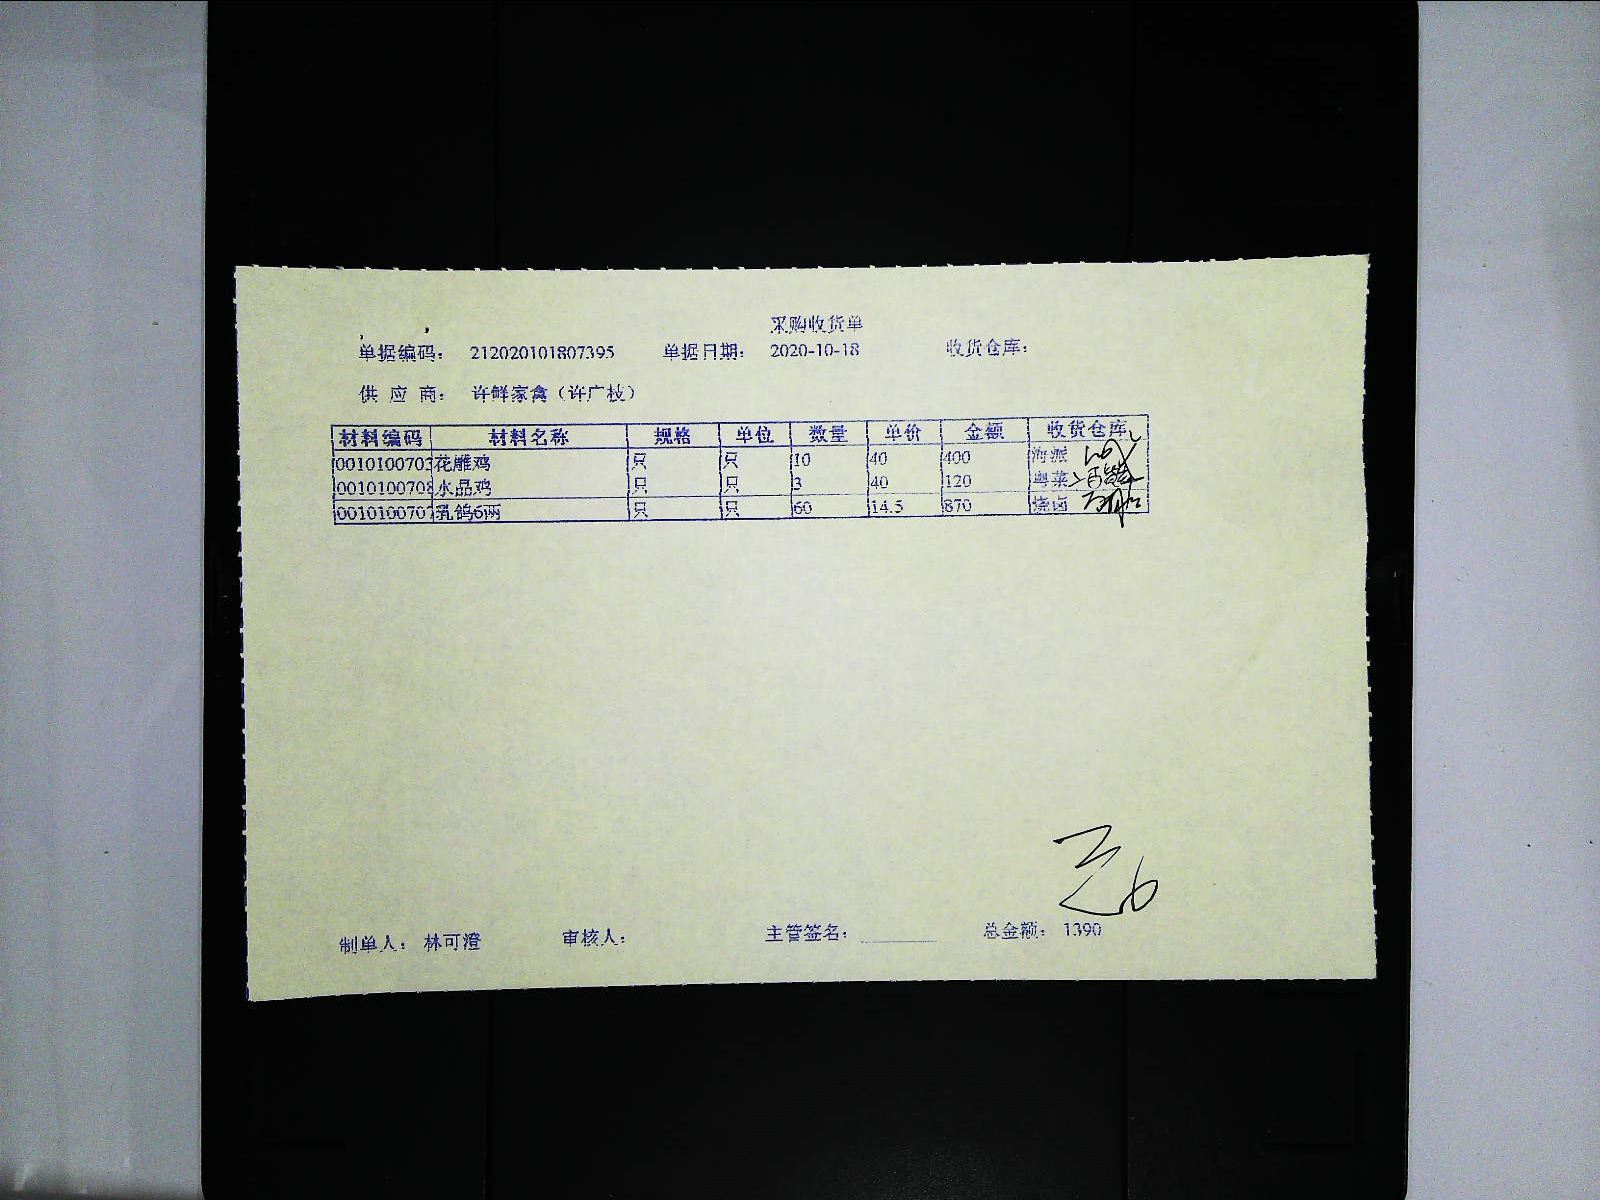 采购收货单
单据编码： 212020101807395 单据日期： 2020-10-18 收货仓库：
供 应 商： 许鲜家禽（许广枝）
材料编码 材料名称 规格 单位 数量 单价 金额 收货仓库
0010100703 花雕鸡 只 只 10 40 400 海派
0010100708 水晶鸡 只 只 3 40 120 粤菜
0010100707 乳鸽6两 只 只 60 14.5 870 烧卤
制单人： 林可澄 审核人： 主管签名： 总金额： 1390